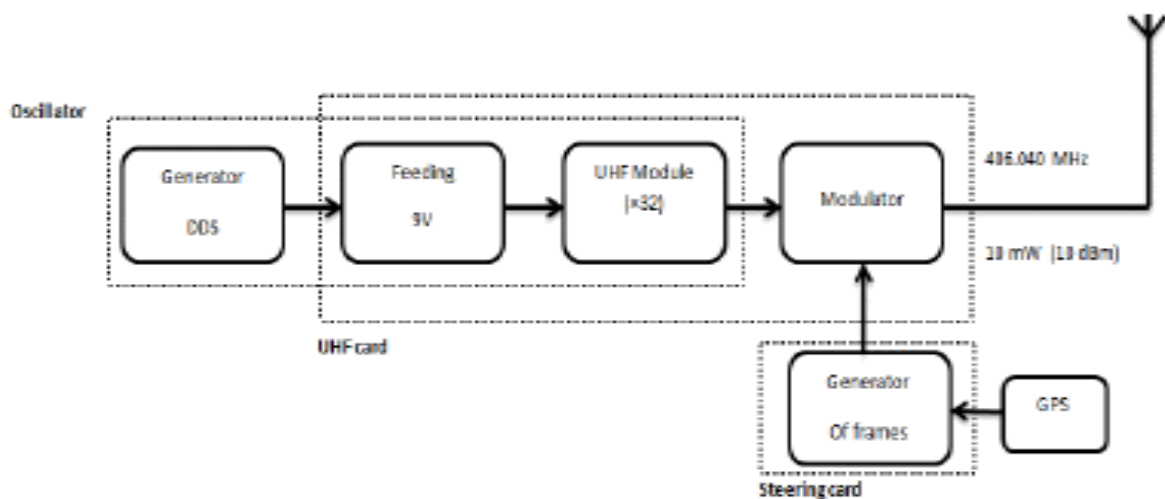 Oscillator
Generator
DDS
Feeding
9V
UHF Module
(×32)
Modulator
406.040 MHz
10 mW (10 dBm)
UHF card
Generator
Of frames
GPS
Steering card